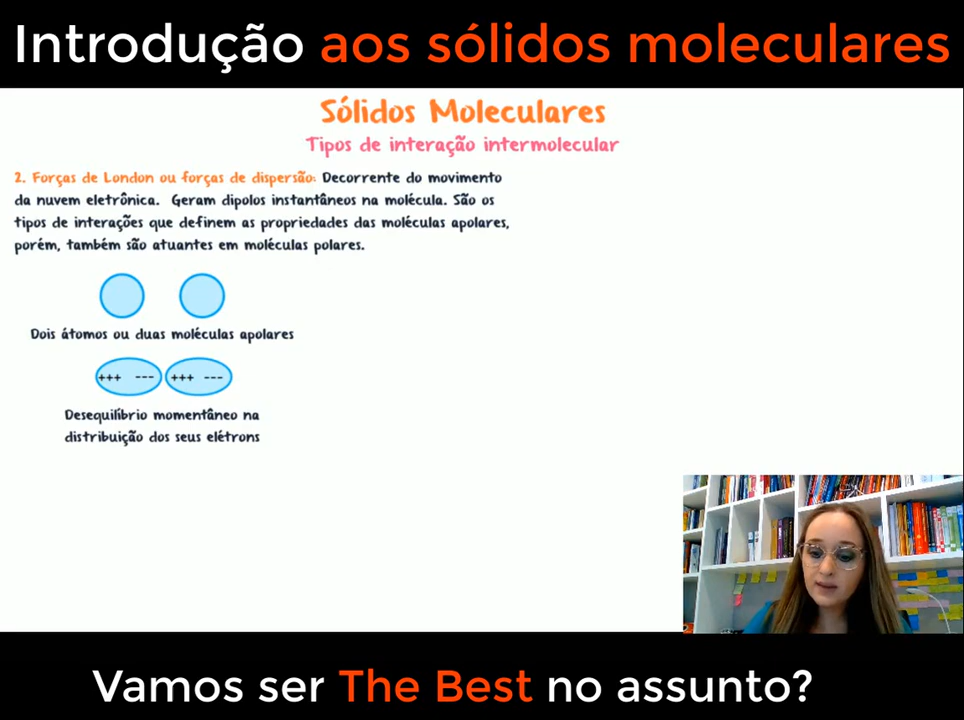 Introdução aos sólidos moleculares
Sólidos Moleculares
Tipos de interação intermolecular
2. Forças de London ou forças de dispersão: Decorrente do movimento
da nuvem eletrônica. Geram dipolos instantâneos na molécula. São os
tipos de interações que definem as propriedades das moléculas apolares,
porém, também são atuantes em moléculas polares.
Dois átomos ou duas moléculas apolares
+++ --- +++ ---
Desequilíbrio momentâneo na
distribuição dos seus elétrons
Vamos ser The Best no assunto?